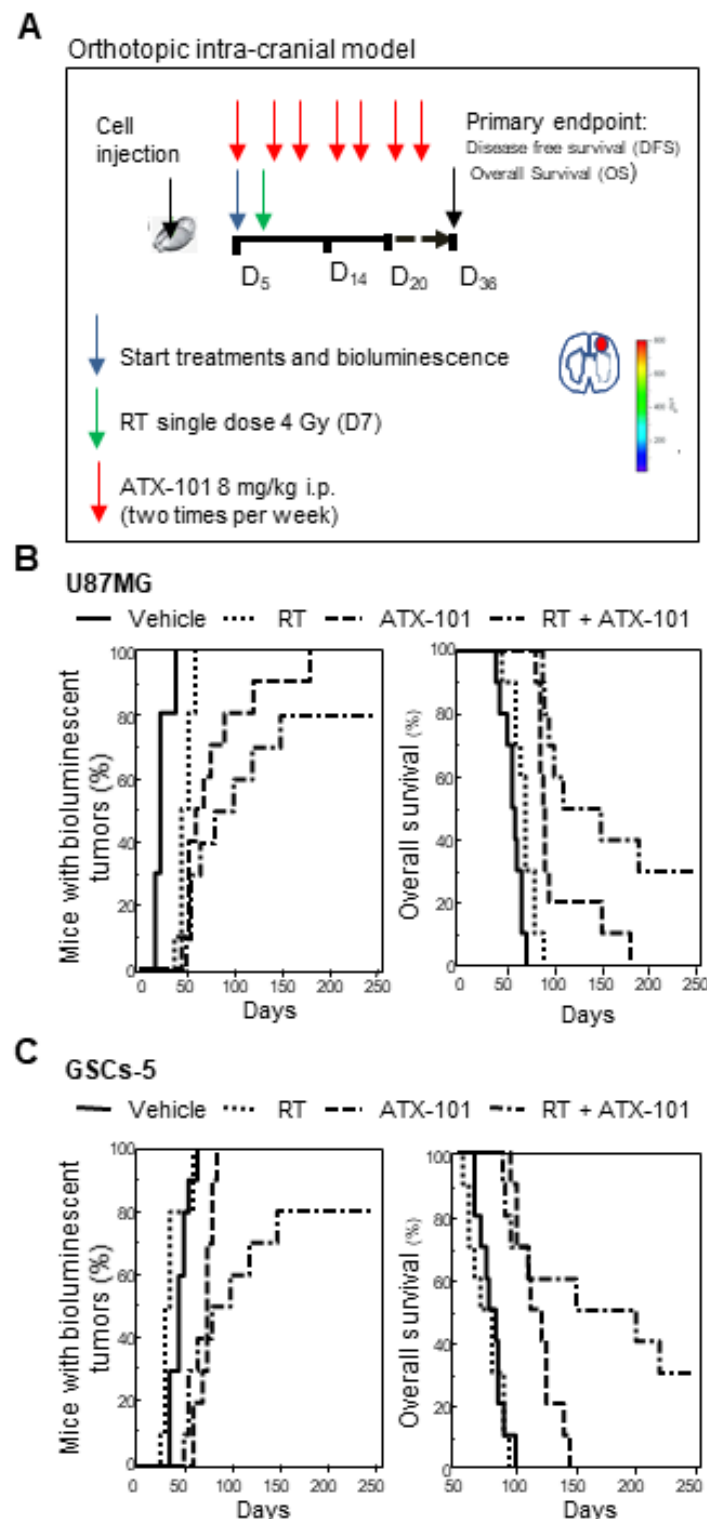 A
Orthotopic intra-cranial model
Cell
injection
Primary endpoint:
Disease free survival (DFS)
Overall Survival (OS)
D5
D14
D20
D36
Start treatments and bioluminescence
RT single dose 4 Gy (D7)
ATX-101 8 mg/kg i.p.
(two times per week)
800
600
400
200
B
U87MG
Vehicle RT ATX-101 RT + ATX-101
Mice with bioluminescent
tumors (%)
100
80
60
40
20
0
0 50 100 150 200 250
Days
Overall survival (%)
100
80
60
40
20
0 50 100 150 200 250
Days
C
GSCs-5
Vehicle RT ATX-101 RT + ATX-101
Mice with bioluminescent
tumors (%)
100
80
60
40
20
0
0 50 100 150 200 250
Days
Overall survival (%)
100
80
60
40
20
50 50 100 150 200 250
Days